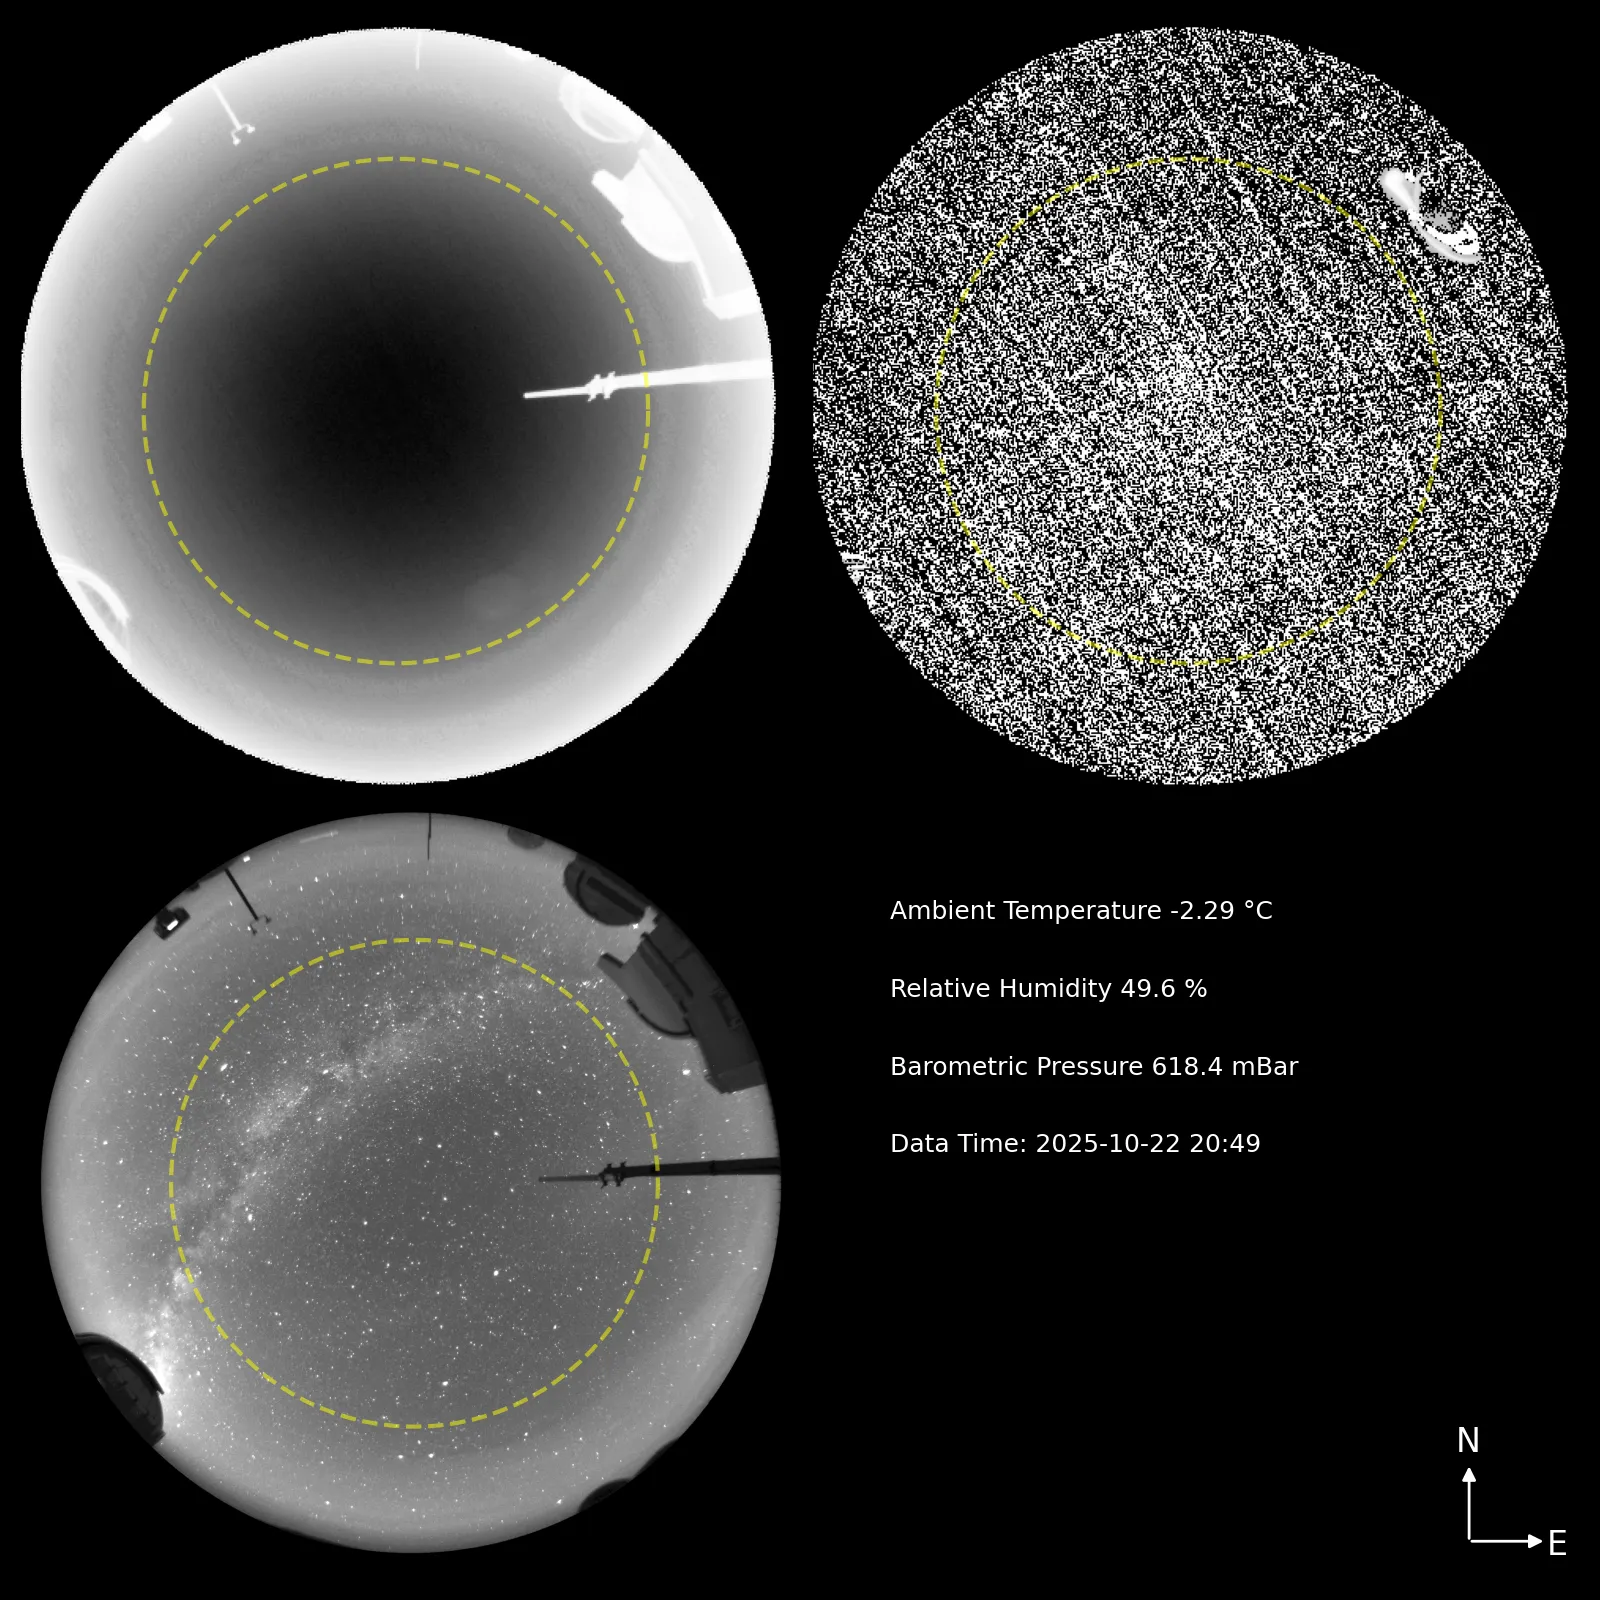 Ambient Temperature -2.29 °C
Relative Humidity 49.6 %
Barometric Pressure 618.4 mBar
Data Time: 2025-10-22 20:49
N
E